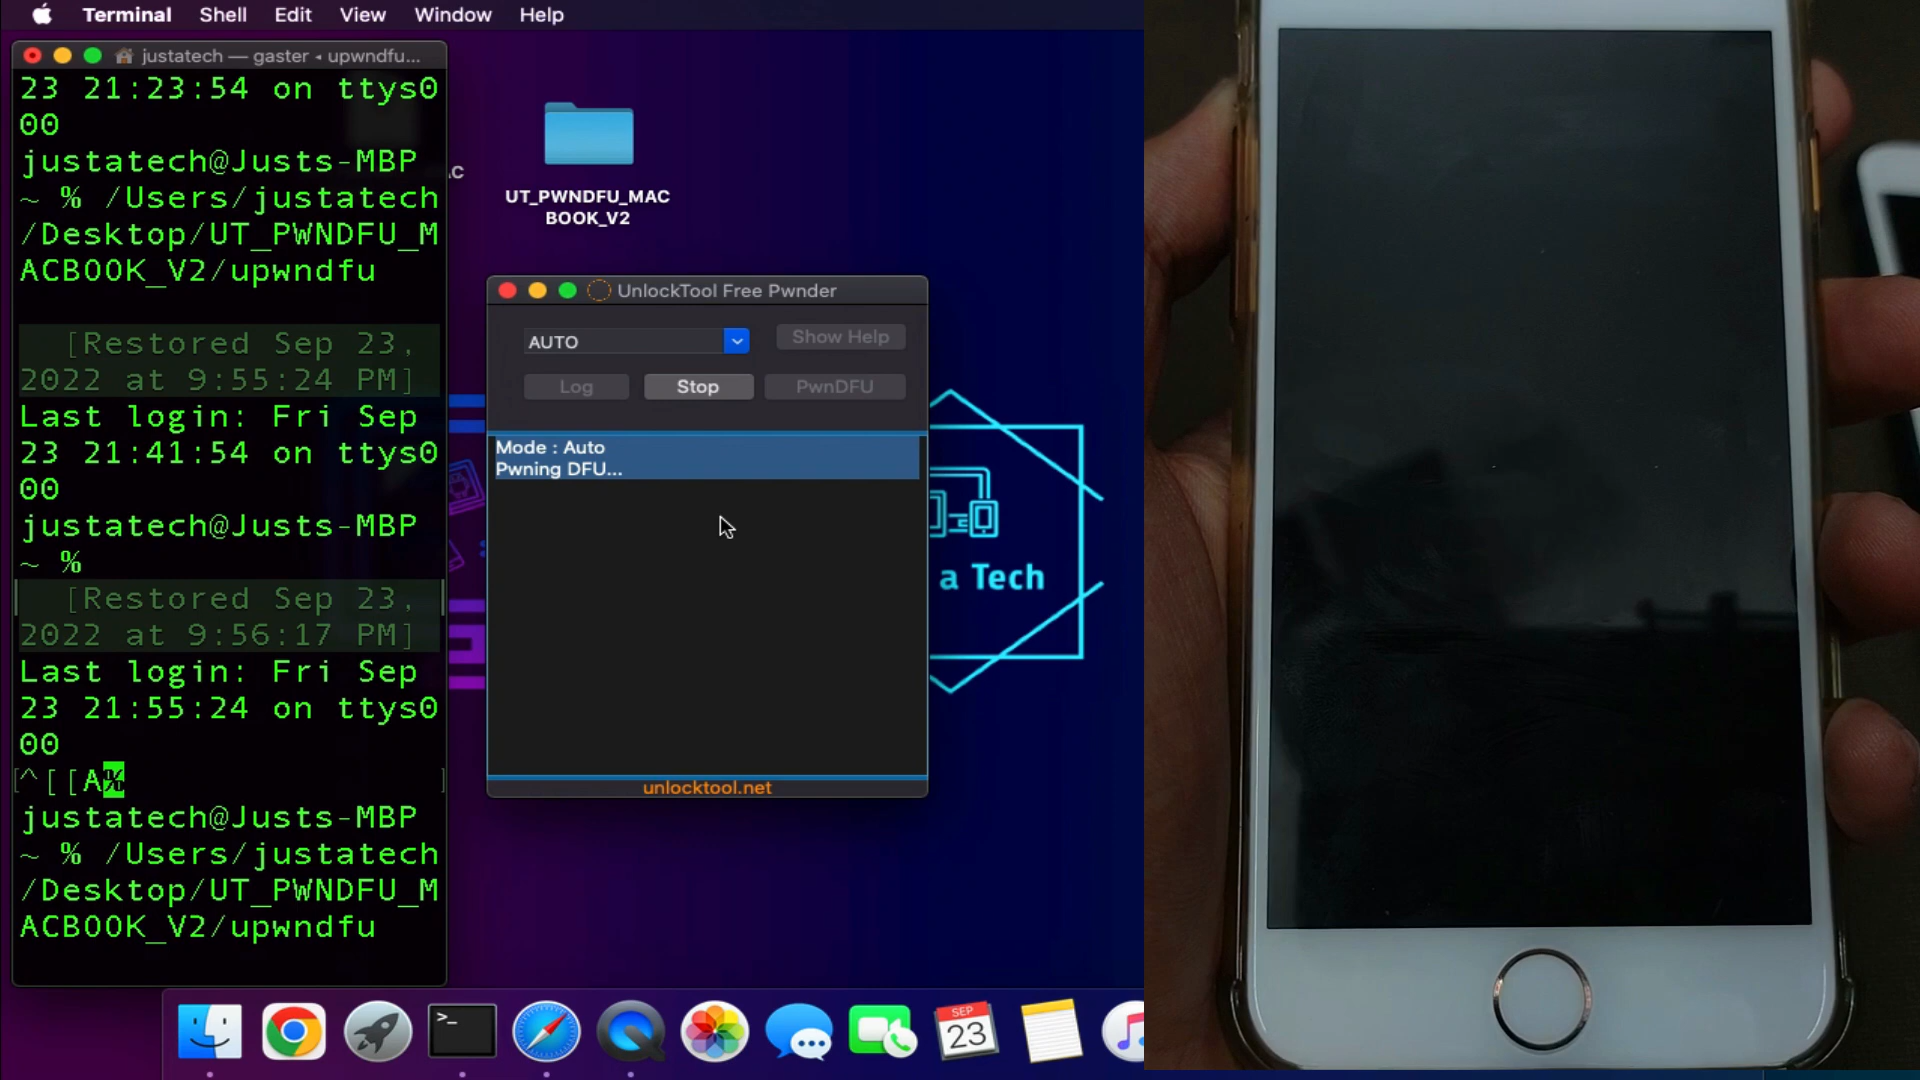 Terminal Shell Edit View Window Help
justatech — gaster ◂ upwndfu...
23 21:23:54 on ttys0
00
justatech@Justs-MBP
~ % /Users/justatech
/Desktop/UT_PWNDFU_M
ACBOOK_V2/upwndfu
[Restored Sep 23,
2022 at 9:55:24 PM]
Last login: Fri Sep
23 21:41:54 on ttys0
00
justatech@Justs-MBP
~ %
[Restored Sep 23,
2022 at 9:56:17 PM]
Last login: Fri Sep
23 21:55:24 on ttys0
00
^[[A%
justatech@Justs-MBP
~ % /Users/justatech
/Desktop/UT_PWNDFU_M
ACBOOK_V2/upwndfu
UT_PWNDFU_MAC
BOOK_V2
UnlockTool Free Pwnder
AUTO
Show Help
Log
Stop
PwnDFU
Mode : Auto
Pwning DFU...
unlocktool.net
a Tech
SEP
23